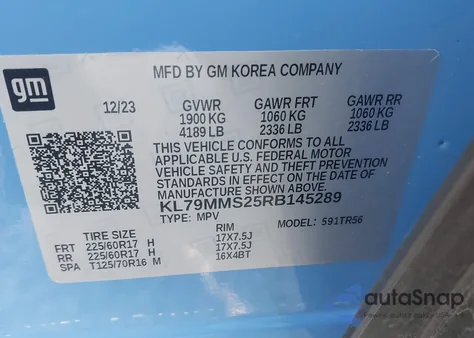 gm
MFD BY GM KOREA COMPANY
12/23 GVWR GAWR FRT GAWR RR
1900 KG 1060 KG 1060 KG
4189 LB 2336 LB 2336 LB
THIS VEHICLE CONFORMS TO ALL
APPLICABLE U.S. FEDERAL MOTOR
VEHICLE SAFETY AND THEFT PREVENTION
STANDARDS IN EFFECT ON THE DATE OF
MANUFACTURE SHOWN ABOVE.
KL79MMS25RB145289
TYPE: MPV MODEL: 591TR56
TIRE SIZE RIM
FRT 225/60R17 H 17X7.5J
RR 225/60R17 H 17X7.5J
SPA T125/70R16 M 16X4BT
autoSnap